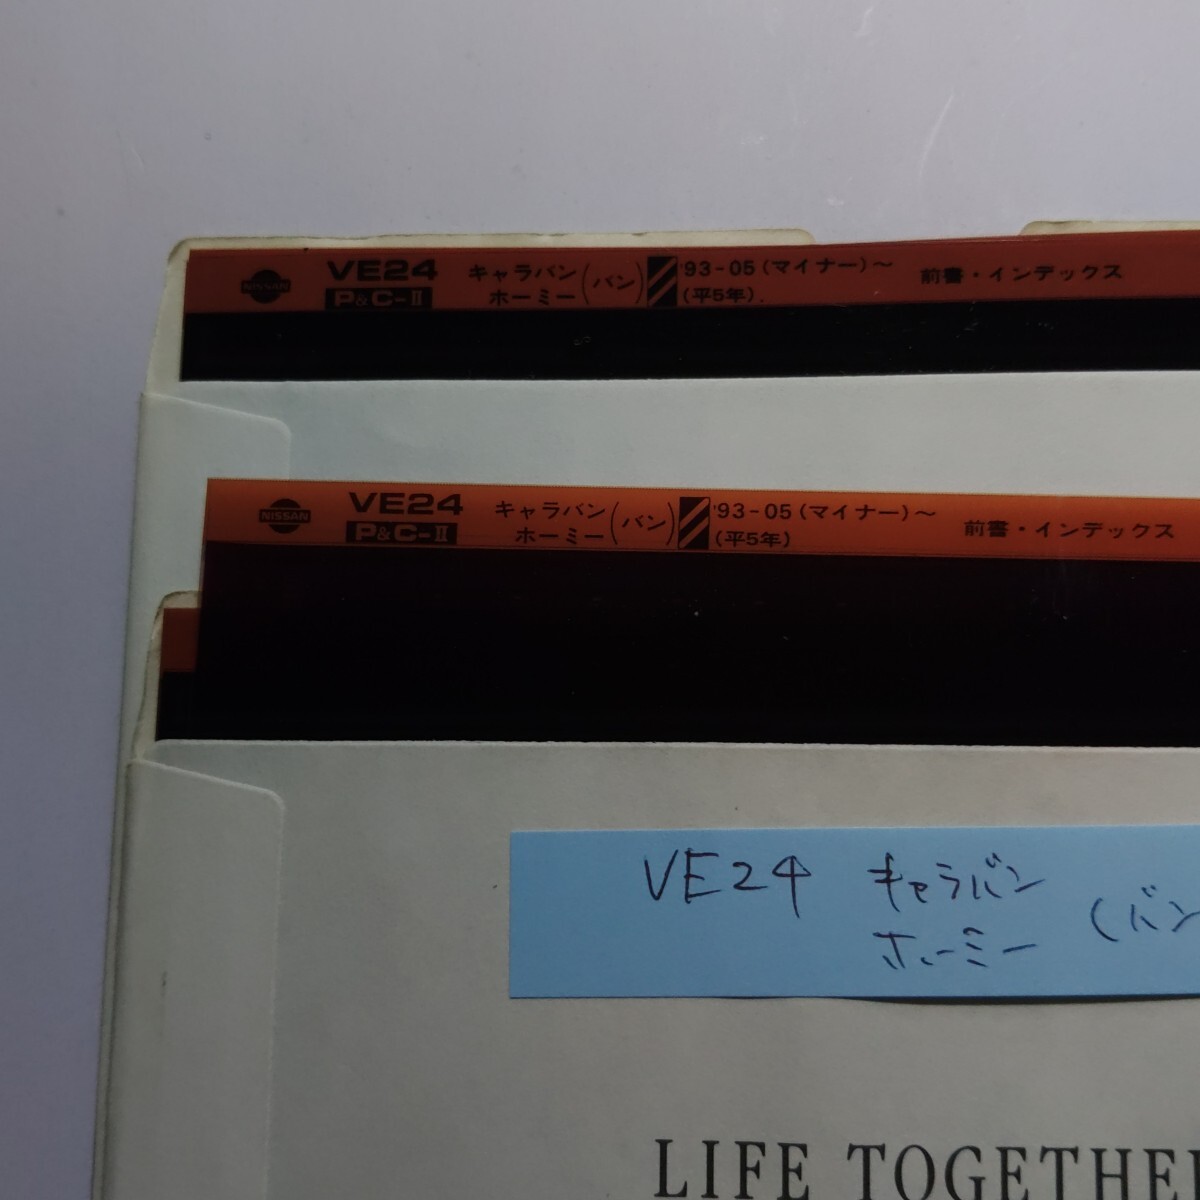 NISSAN VE24 キャラバン (バン) '93-05(マイナー)~ 前書・インデックス
P&C-II ホーミー (平5年).
NISSAN VE24 キャラバン (バン) '93-05(マイナー)~ 前書・インデックス
P&C-II ホーミー (平5年)
VE24 キャラバン (バン
ホーミー
LIFE TOGETHER